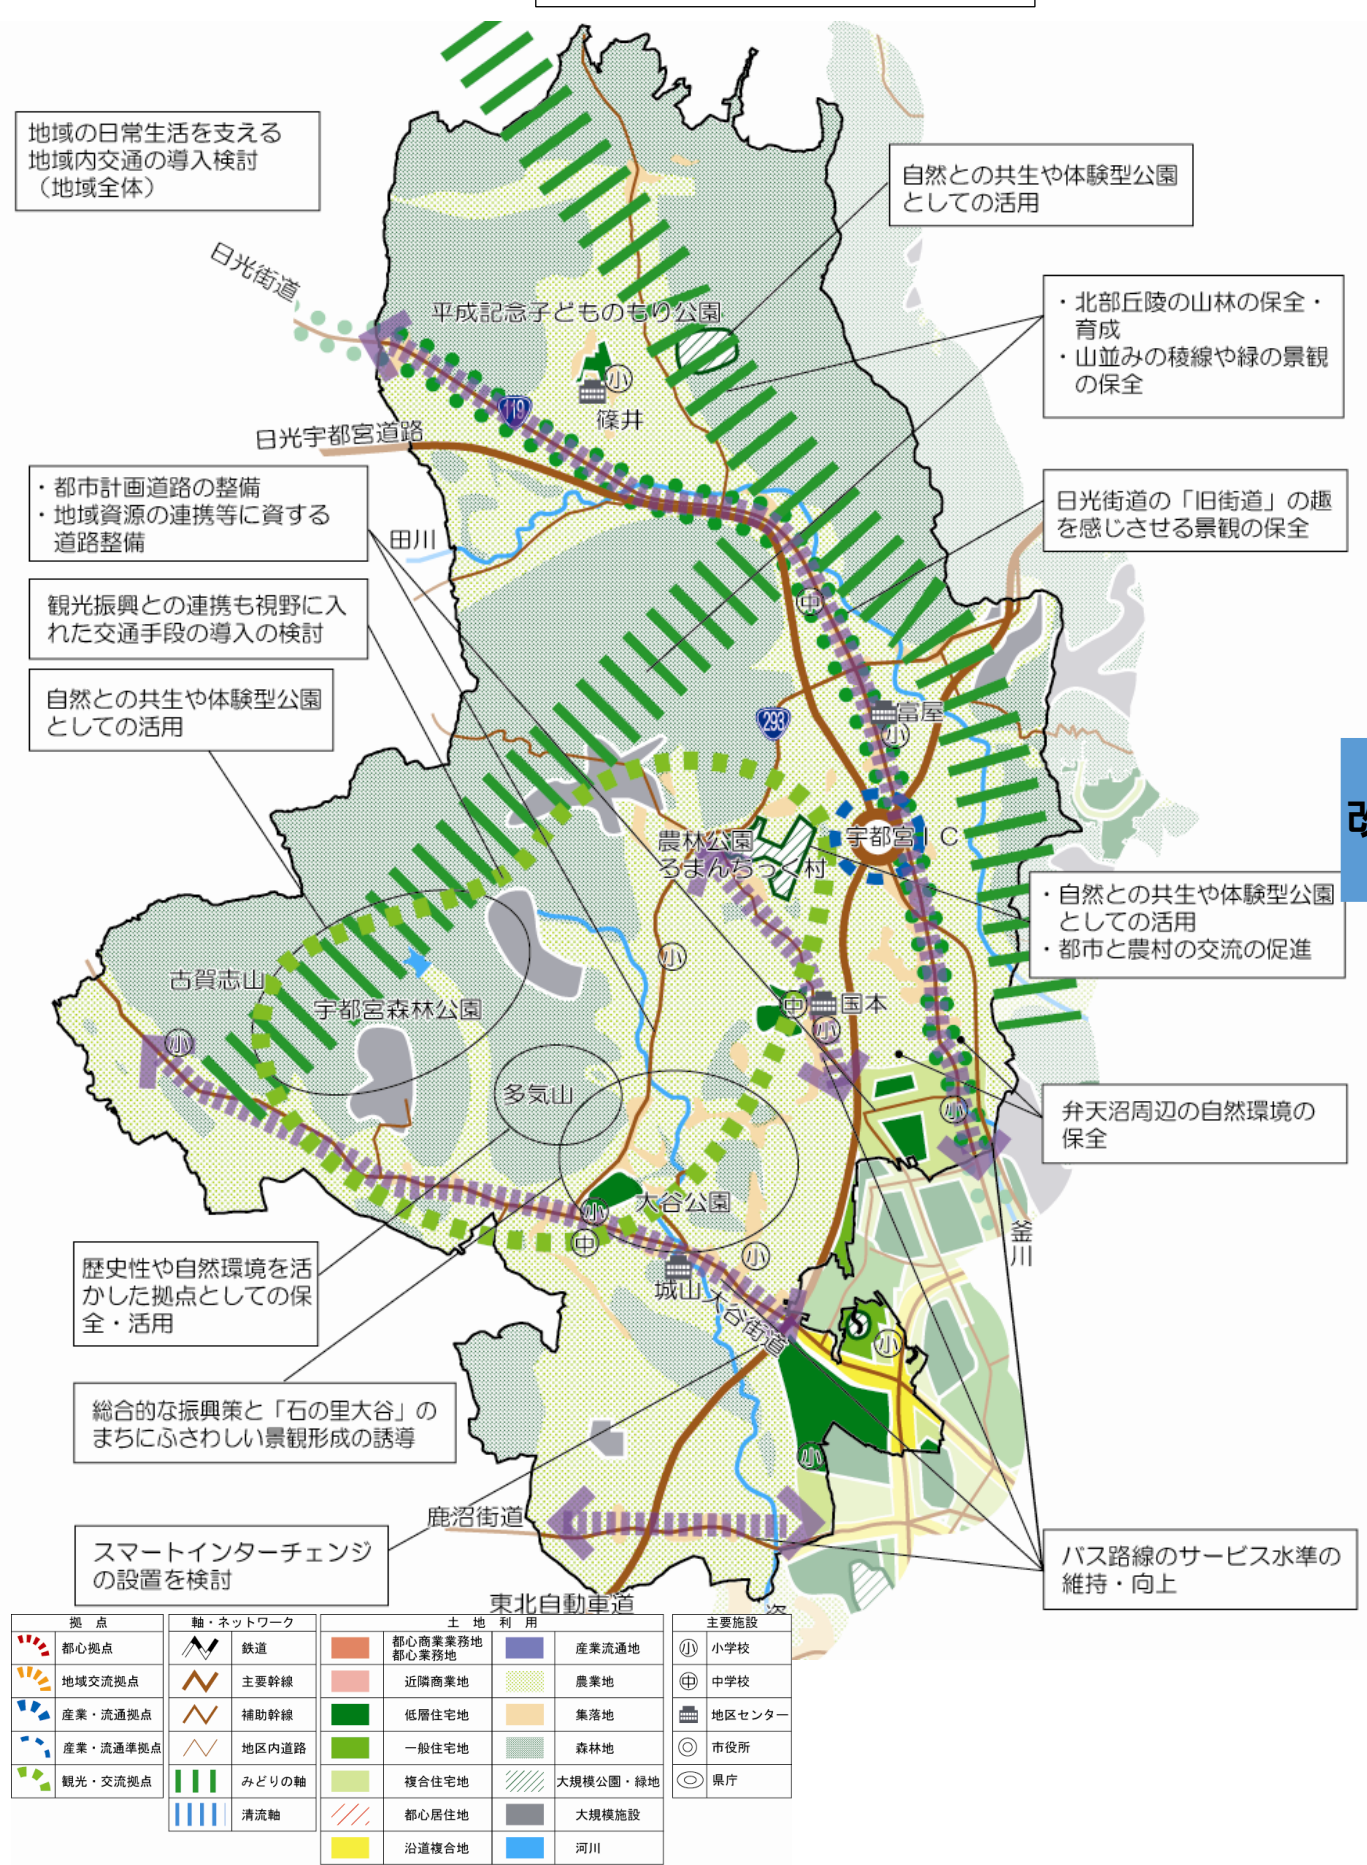 地域の日常生活を支える
地域内交通の導入検討
（地域全体）
自然との共生や体験型公園
としての活用
日光街道
・北部丘陵の山林の保全・
育成
・山並みの稜線や緑の景観
の保全
平成記念子どものもり公園
小
119
篠井
日光宇都宮道路
・都市計画道路の整備
・地域資源の連携等に資する
道路整備
日光街道の「旧街道」の趣
を感じさせる景観の保全
田川
観光振興との連携も視野に入
れた交通手段の導入の検討
中
自然との共生や体験型公園
としての活用
293
富屋
小
改
農林公園
ろまんちっく村
宇都宮ＩＣ
・自然との共生や体験型公園
としての活用
・都市と農村の交流の促進
小
古賀志山
宇都宮森林公園
中
国本
小
小
多気山
小
弁天沼周辺の自然環境の
保全
大谷公園
小
中
小
釜川
歴史性や自然環境を活
かした拠点としての保
全・活用
城山
谷街道
小
総合的な振興策と「石の里大谷」の
まちにふさわしい景観形成の誘導
小
鹿沼街道
スマートインターチェンジ
の設置を検討
バス路線のサービス水準の
維持・向上
東北自動車道
拠 点
都心拠点
地域交流拠点
産業・流通拠点
産業・流通準拠点
観光・交流拠点
軸・ネットワーク
鉄道
主要幹線
補助幹線
地区内道路
みどりの軸
清流軸
土 地 利 用
都心商業業務地
都心業務地
近隣商業地
低層住宅地
一般住宅地
複合住宅地
都心居住地
沿道複合地
産業流通地
農業地
集落地
森林地
大規模公園・緑地
大規模施設
河川
主要施設
小 小学校
中 中学校
地区センター
市役所
県庁